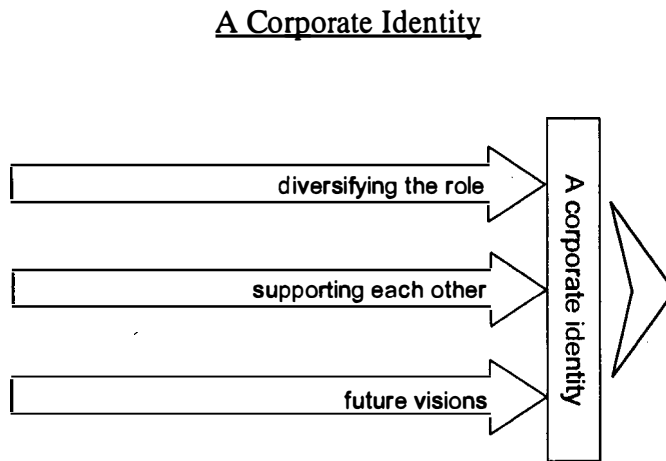 A Corporate Identity
diversifying the role
supporting each other
future visions
A corporate identity